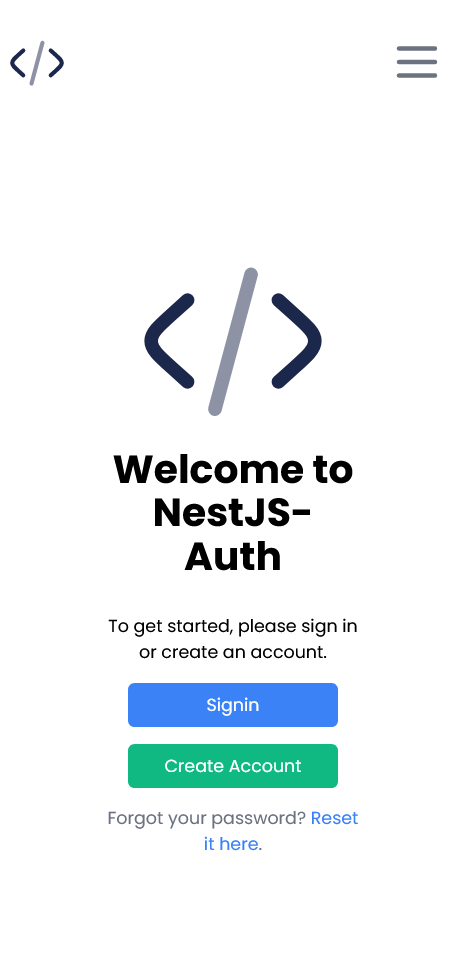 Welcome to
NestJS-
Auth
To get started, please sign in
or create an account.
Signin
Create Account
Forgot your password? Reset
it here.